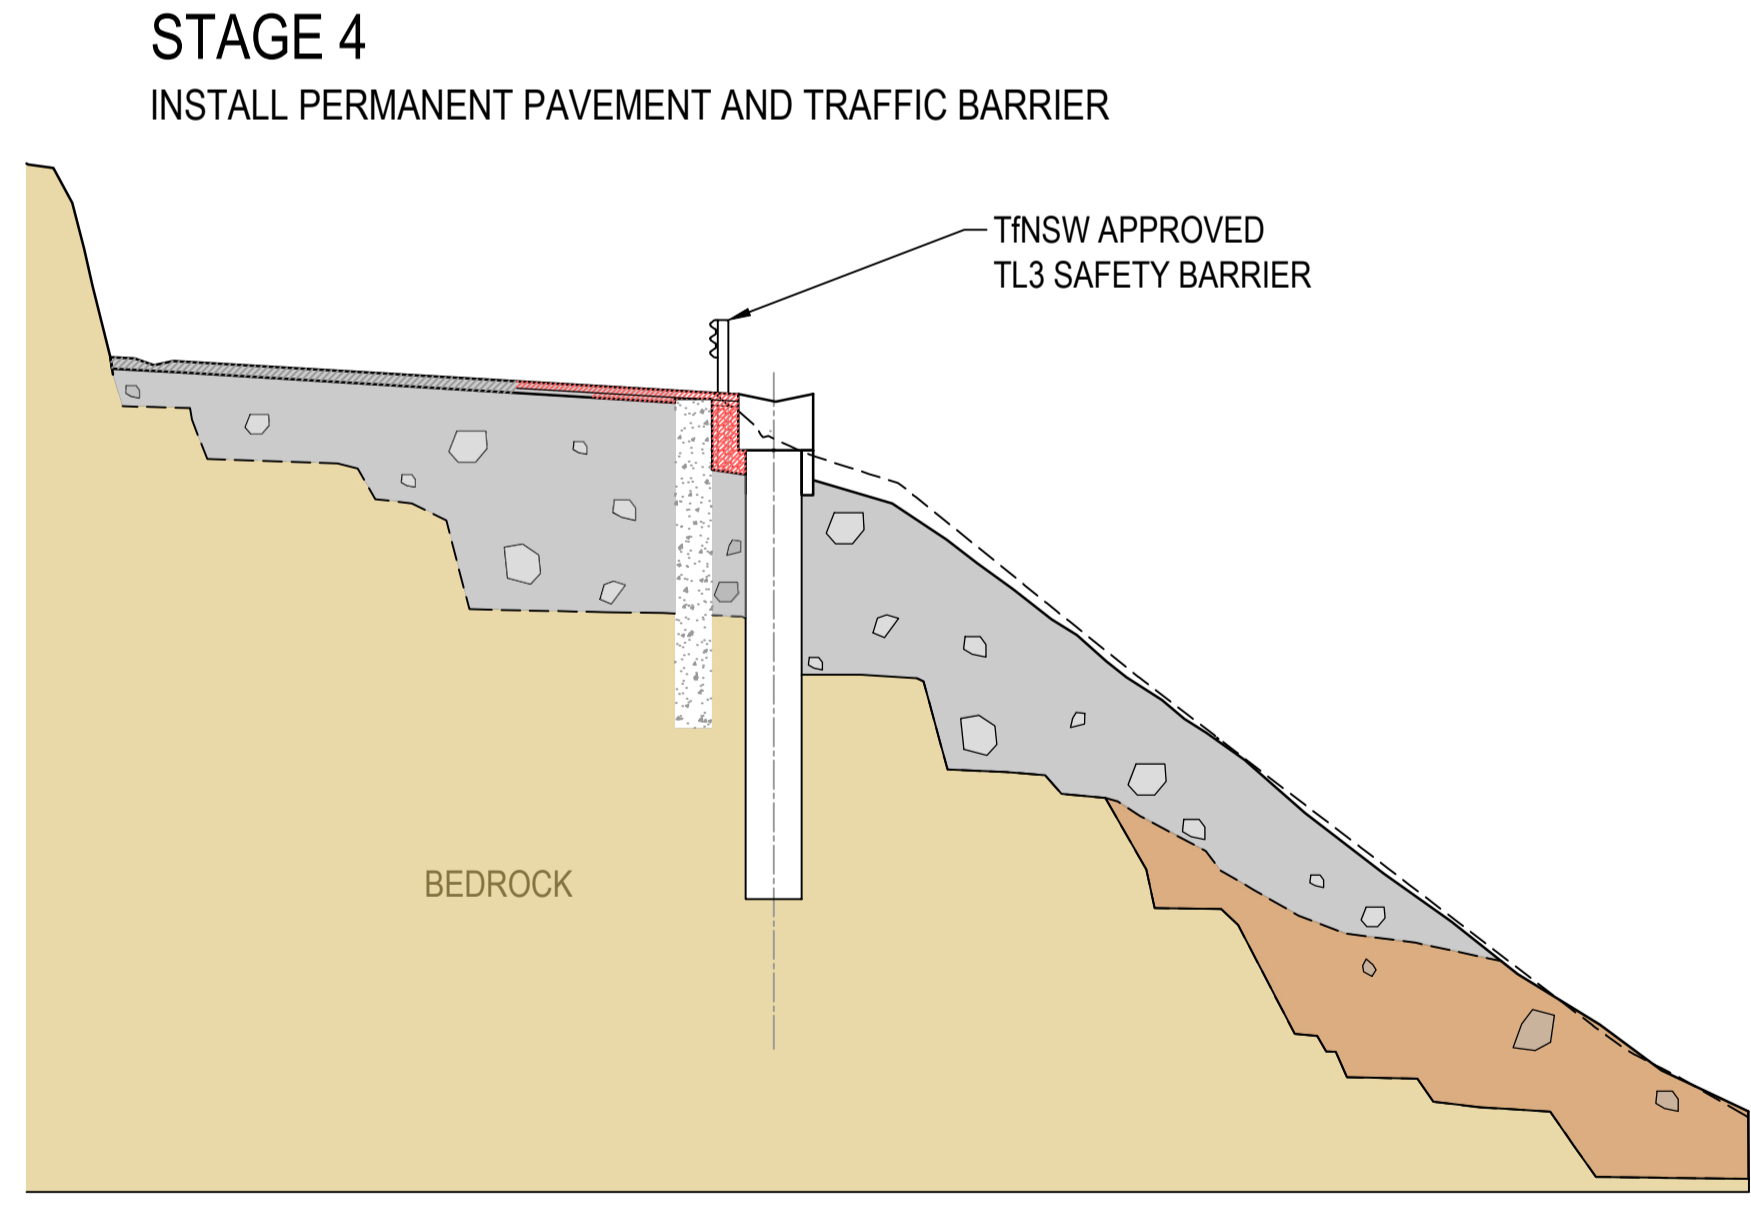 STAGE 4
INSTALL PERMANENT PAVEMENT AND TRAFFIC BARRIER
TfNSW APPROVED
TL3 SAFETY BARRIER
BEDROCK